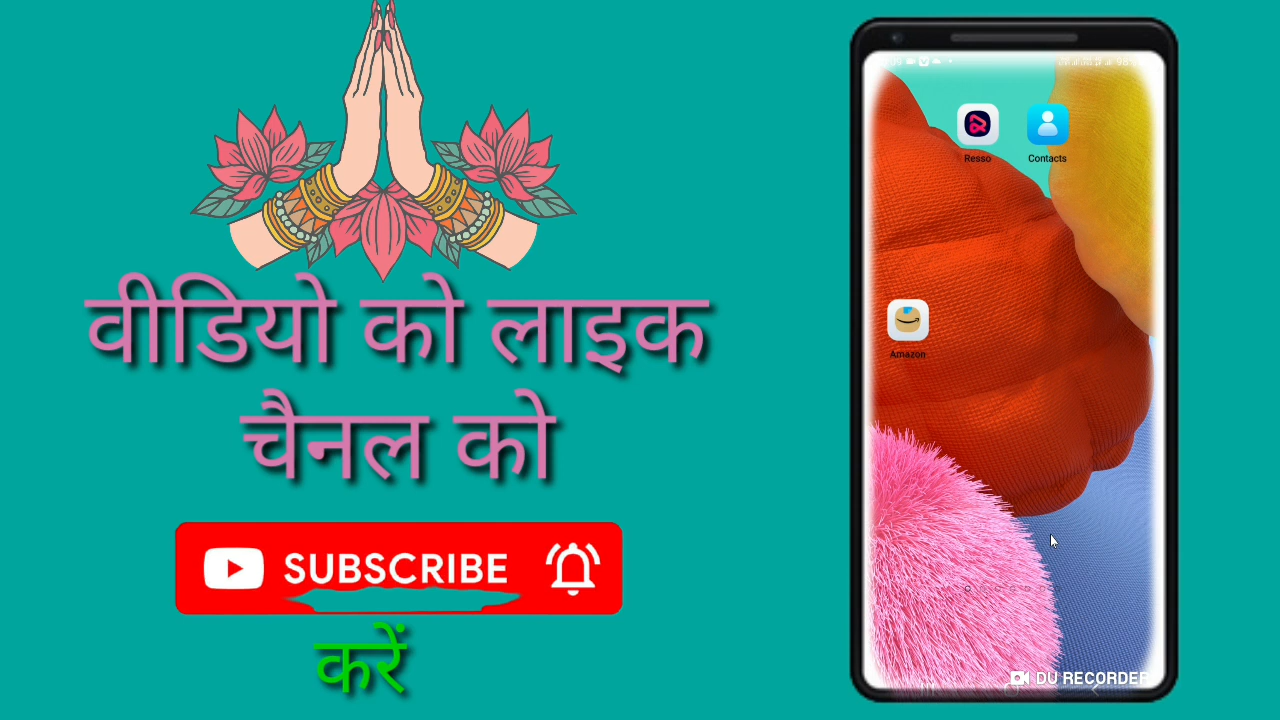 वीडियो को लाइक
चैनल को
SUBSCRIBE
करें
Resso
Contacts
Amazon
DU RECORDER